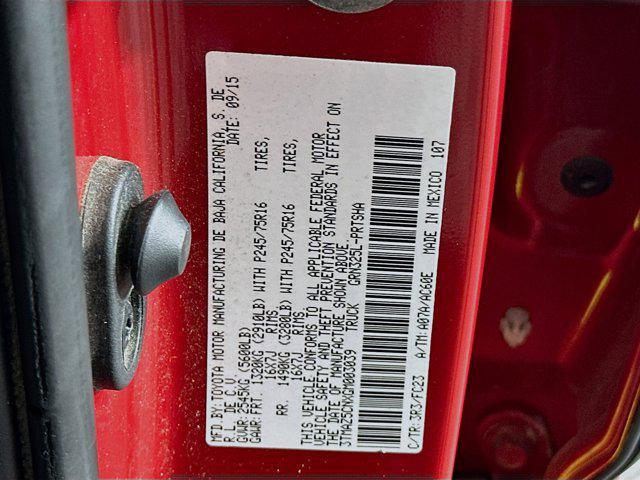 MFD.BY: TOYOTA MOTOR MANUFACTURING DE BAJA CALIFORNIA, S. DE
R.L. DE C.V. DATE: 09/15
GVWR: 2545KG (5600LB)
GAWR: FRT. 1320KG (2910LB) WITH P245/75R16 TIRES,
16X7J RIMS
RR. 1490KG (3280LB) WITH P245/75R16 TIRES,
16X7J RIMS.
THIS VEHICLE CONFORMS TO ALL APPLICABLE FEDERAL MOTOR
VEHICLE SAFETY AND THEFT PREVENTION STANDARDS IN EFFECT ON
THE DATE OF MANUFACTURE SHOWN ABOVE.
3TMAZ5CNXGM003039 TRUCK GRN325L-PRTSHA
C/TR: 3R3/FC23 A/TM: A07A/AC60E MADE IN MEXICO 107